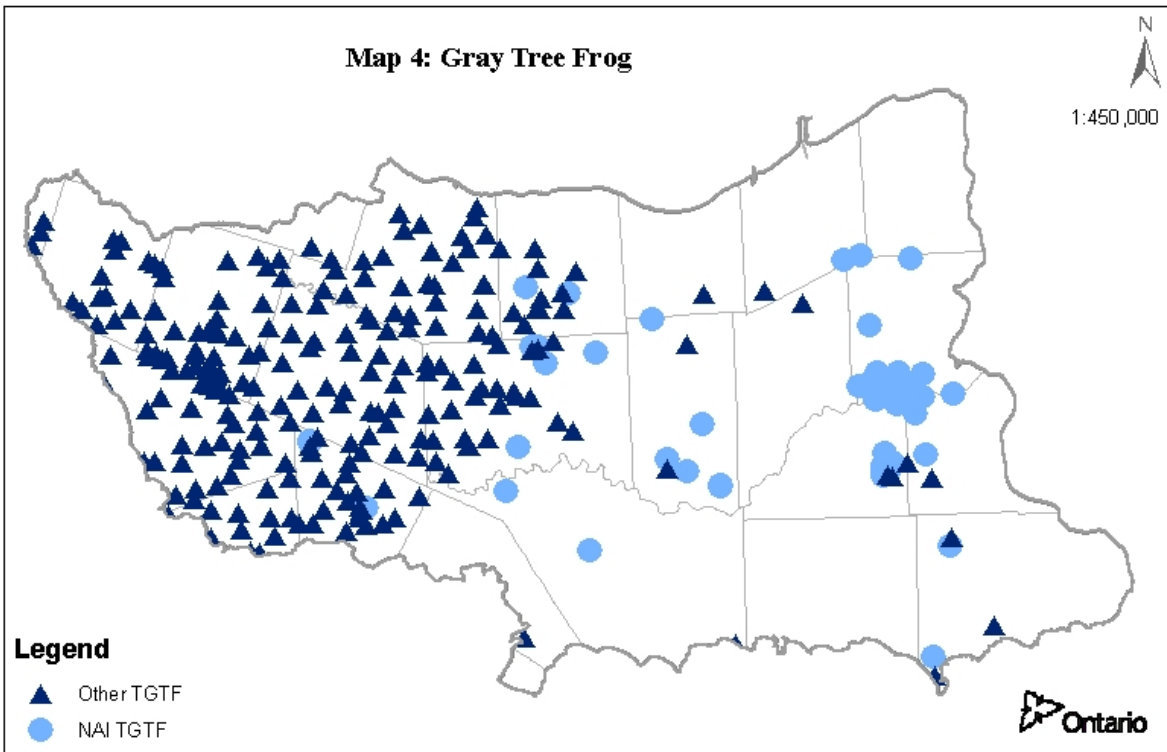 Map 4: Gray Tree Frog
N
1:450,000
Legend
Other TGTF
NAI TGTF
Ontario